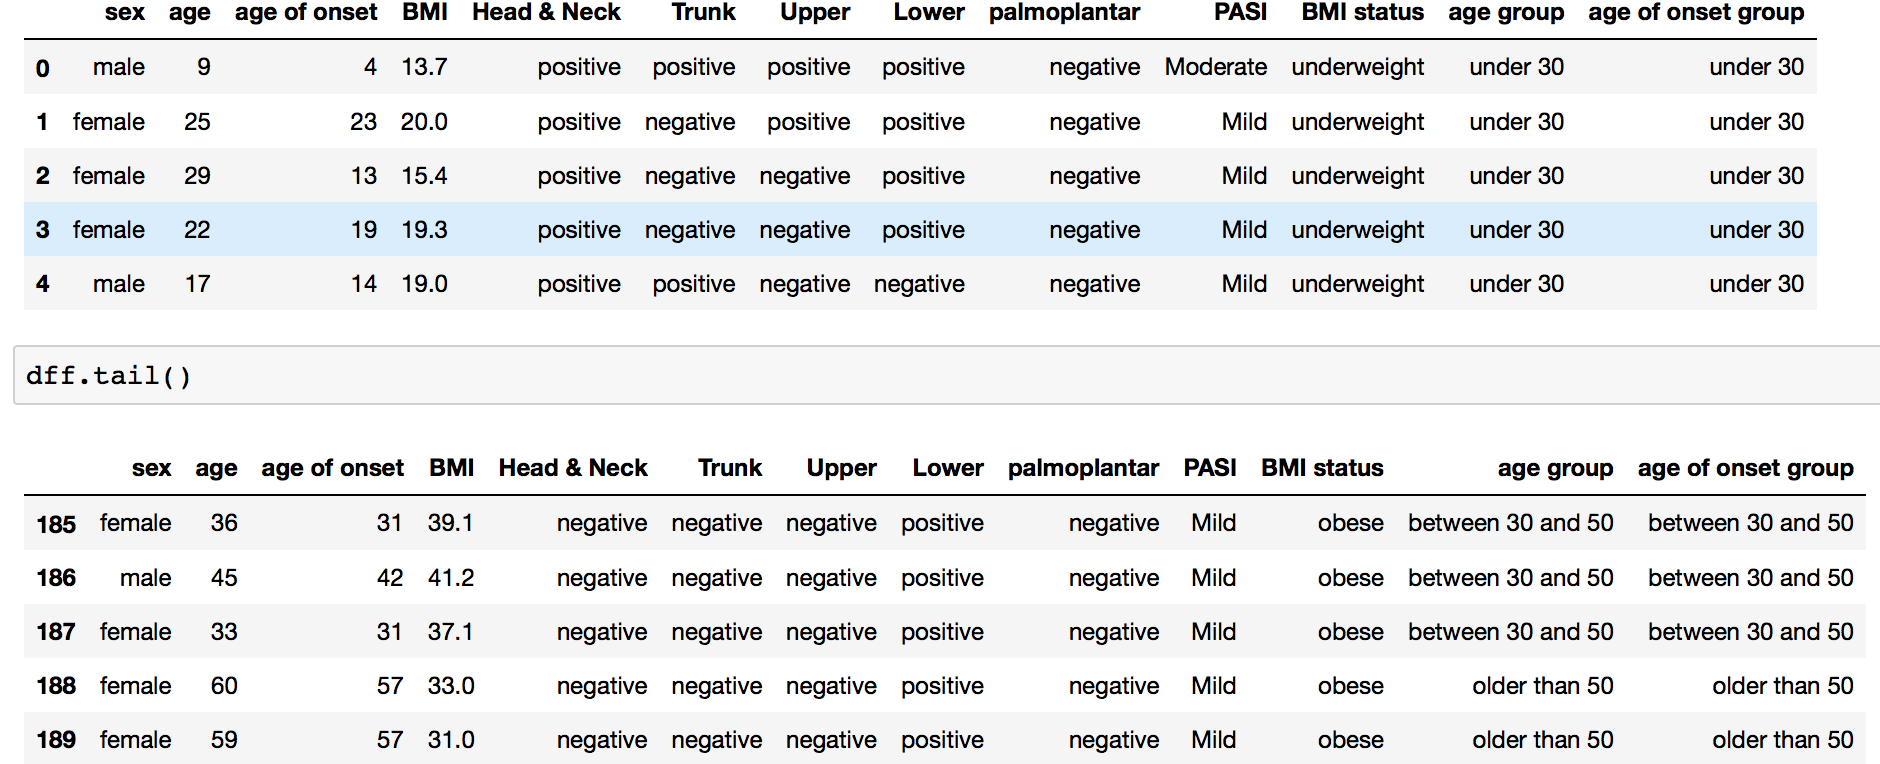 sex age age of onset BMI Head & Neck Trunk Upper Lower palmoplantar PASI BMI status age group age of onset group
0 male 9 4 13.7 positive positive positive positive negative Moderate underweight under 30 under 30
1 female 25 23 20.0 positive negative positive positive negative Mild underweight under 30 under 30
2 female 29 13 15.4 positive negative negative positive negative Mild underweight under 30 under 30
3 female 22 19 19.3 positive negative negative positive negative Mild underweight under 30 under 30
4 male 17 14 19.0 positive positive negative negative negative Mild underweight under 30 under 30
dff.tail()
sex age age of onset BMI Head & Neck Trunk Upper Lower palmoplantar PASI BMI status age group age of onset group
185 female 36 31 39.1 negative negative negative positive negative Mild obese between 30 and 50 between 30 and 50
186 male 45 42 41.2 negative negative negative positive negative Mild obese between 30 and 50 between 30 and 50
187 female 33 31 37.1 negative negative negative positive negative Mild obese between 30 and 50 between 30 and 50
188 female 60 57 33.0 negative negative negative positive negative Mild obese older than 50 older than 50
189 female 59 57 31.0 negative negative negative positive negative Mild obese older than 50 older than 50